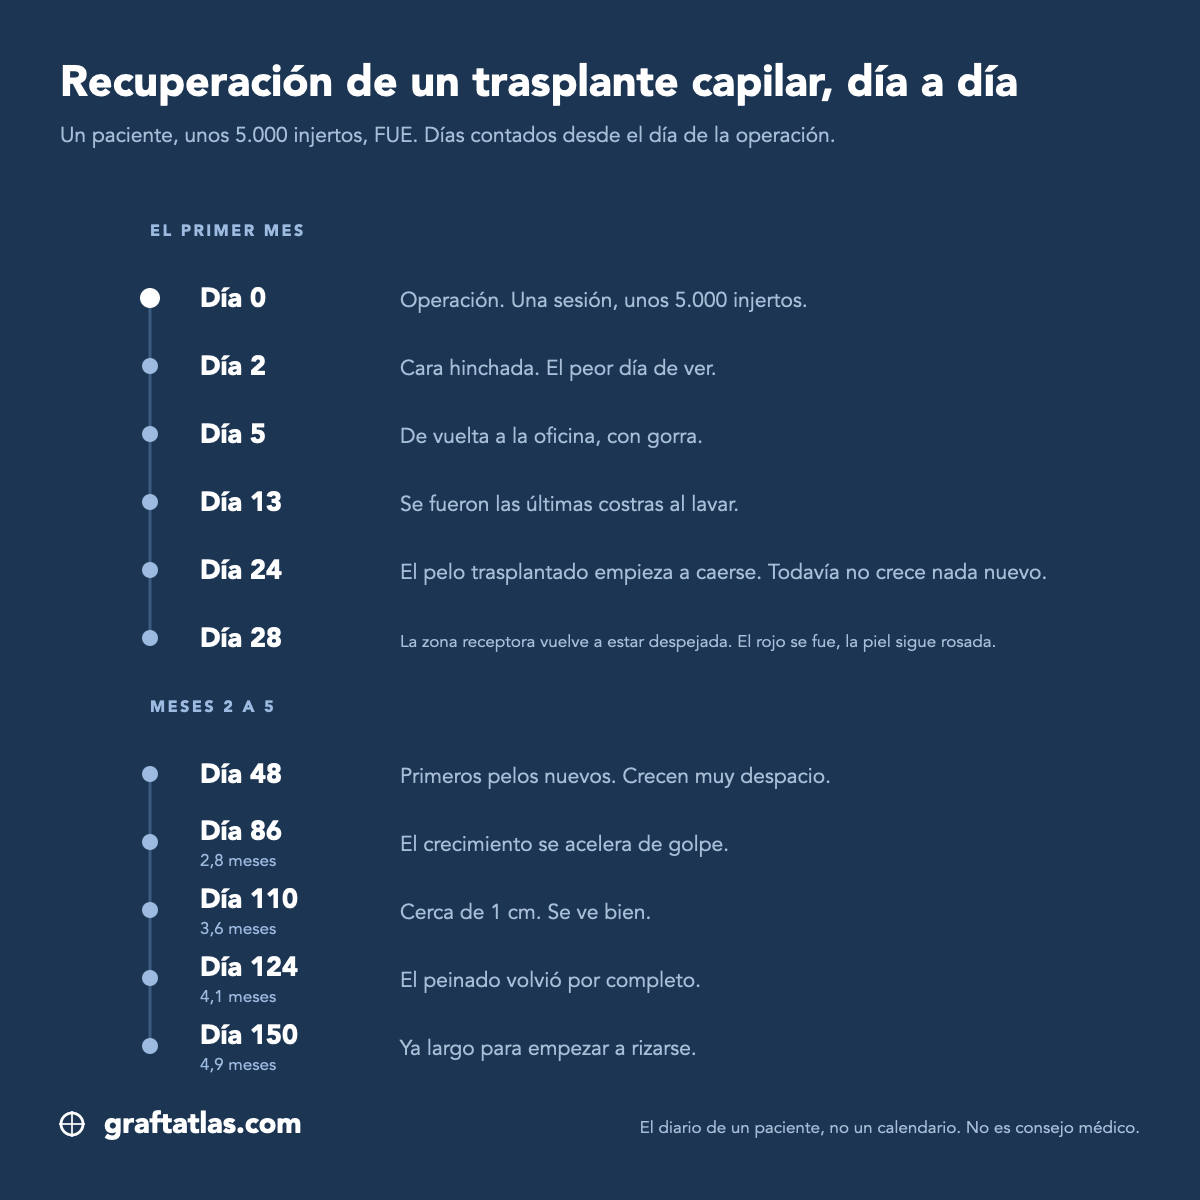 Recuperación de un trasplante capilar, día a día
Un paciente, unos 5.000 injertos, FUE. Días contados desde el día de la operación.
EL PRIMER MES
Día 0
Operación. Una sesión, unos 5.000 injertos.
Día 2
Cara hinchada. El peor día de ver.
Día 5
De vuelta a la oficina, con gorra.
Día 13
Se fueron las últimas costras al lavar.
Día 24
El pelo trasplantado empieza a caerse. Todavía no crece nada nuevo.
Día 28
La zona receptora vuelve a estar despejada. El rojo se fue, la piel sigue rosada.
MESES 2 A 5
Día 48
Primeros pelos nuevos. Crecen muy despacio.
Día 86
2,8 meses
El crecimiento se acelera de golpe.
Día 110
3,6 meses
Cerca de 1 cm. Se ve bien.
Día 124
4,1 meses
El peinado volvió por completo.
Día 150
4,9 meses
Ya largo para empezar a rizarse.
graftatlas.com
El diario de un paciente, no un calendario. No es consejo médico.